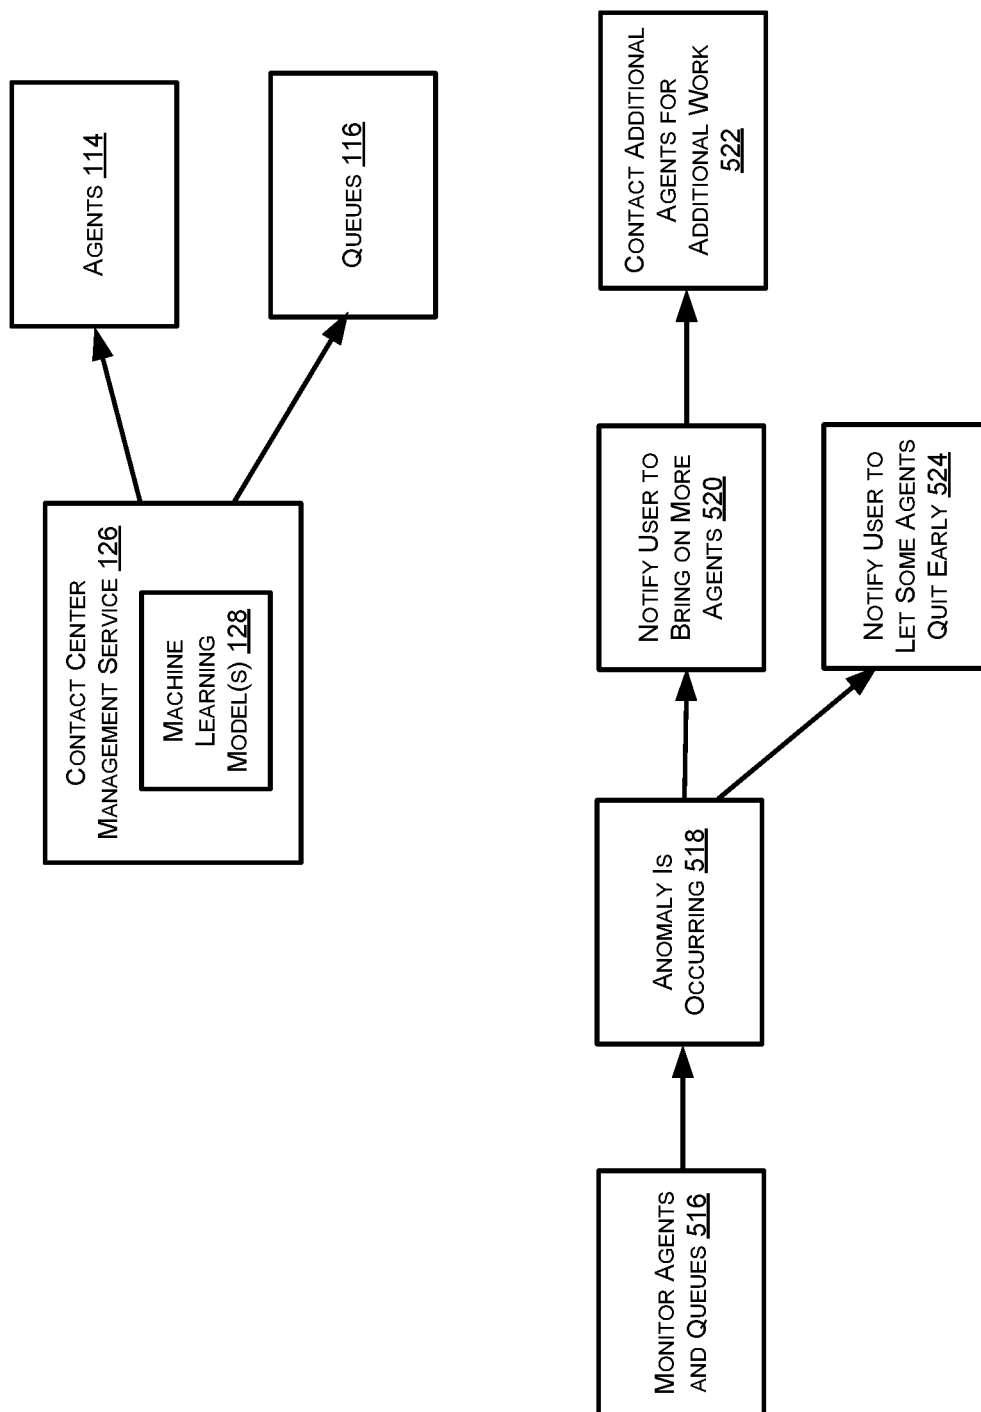 CONTACT CENTER
MANAGEMENT SERVICE 126
MACHINE
LEARNING
MODEL(S) 128
AGENTS 114
QUEUES 116
MONITOR AGENTS
AND QUEUES 516
ANOMALY IS
OCCURRING 518
NOTIFY USER TO
BRING ON MORE
AGENTS 520
CONTACT ADDITIONAL
AGENTS FOR
ADDITIONAL WORK
522
NOTIFY USER TO
LET SOME AGENTS
QUIT EARLY 524